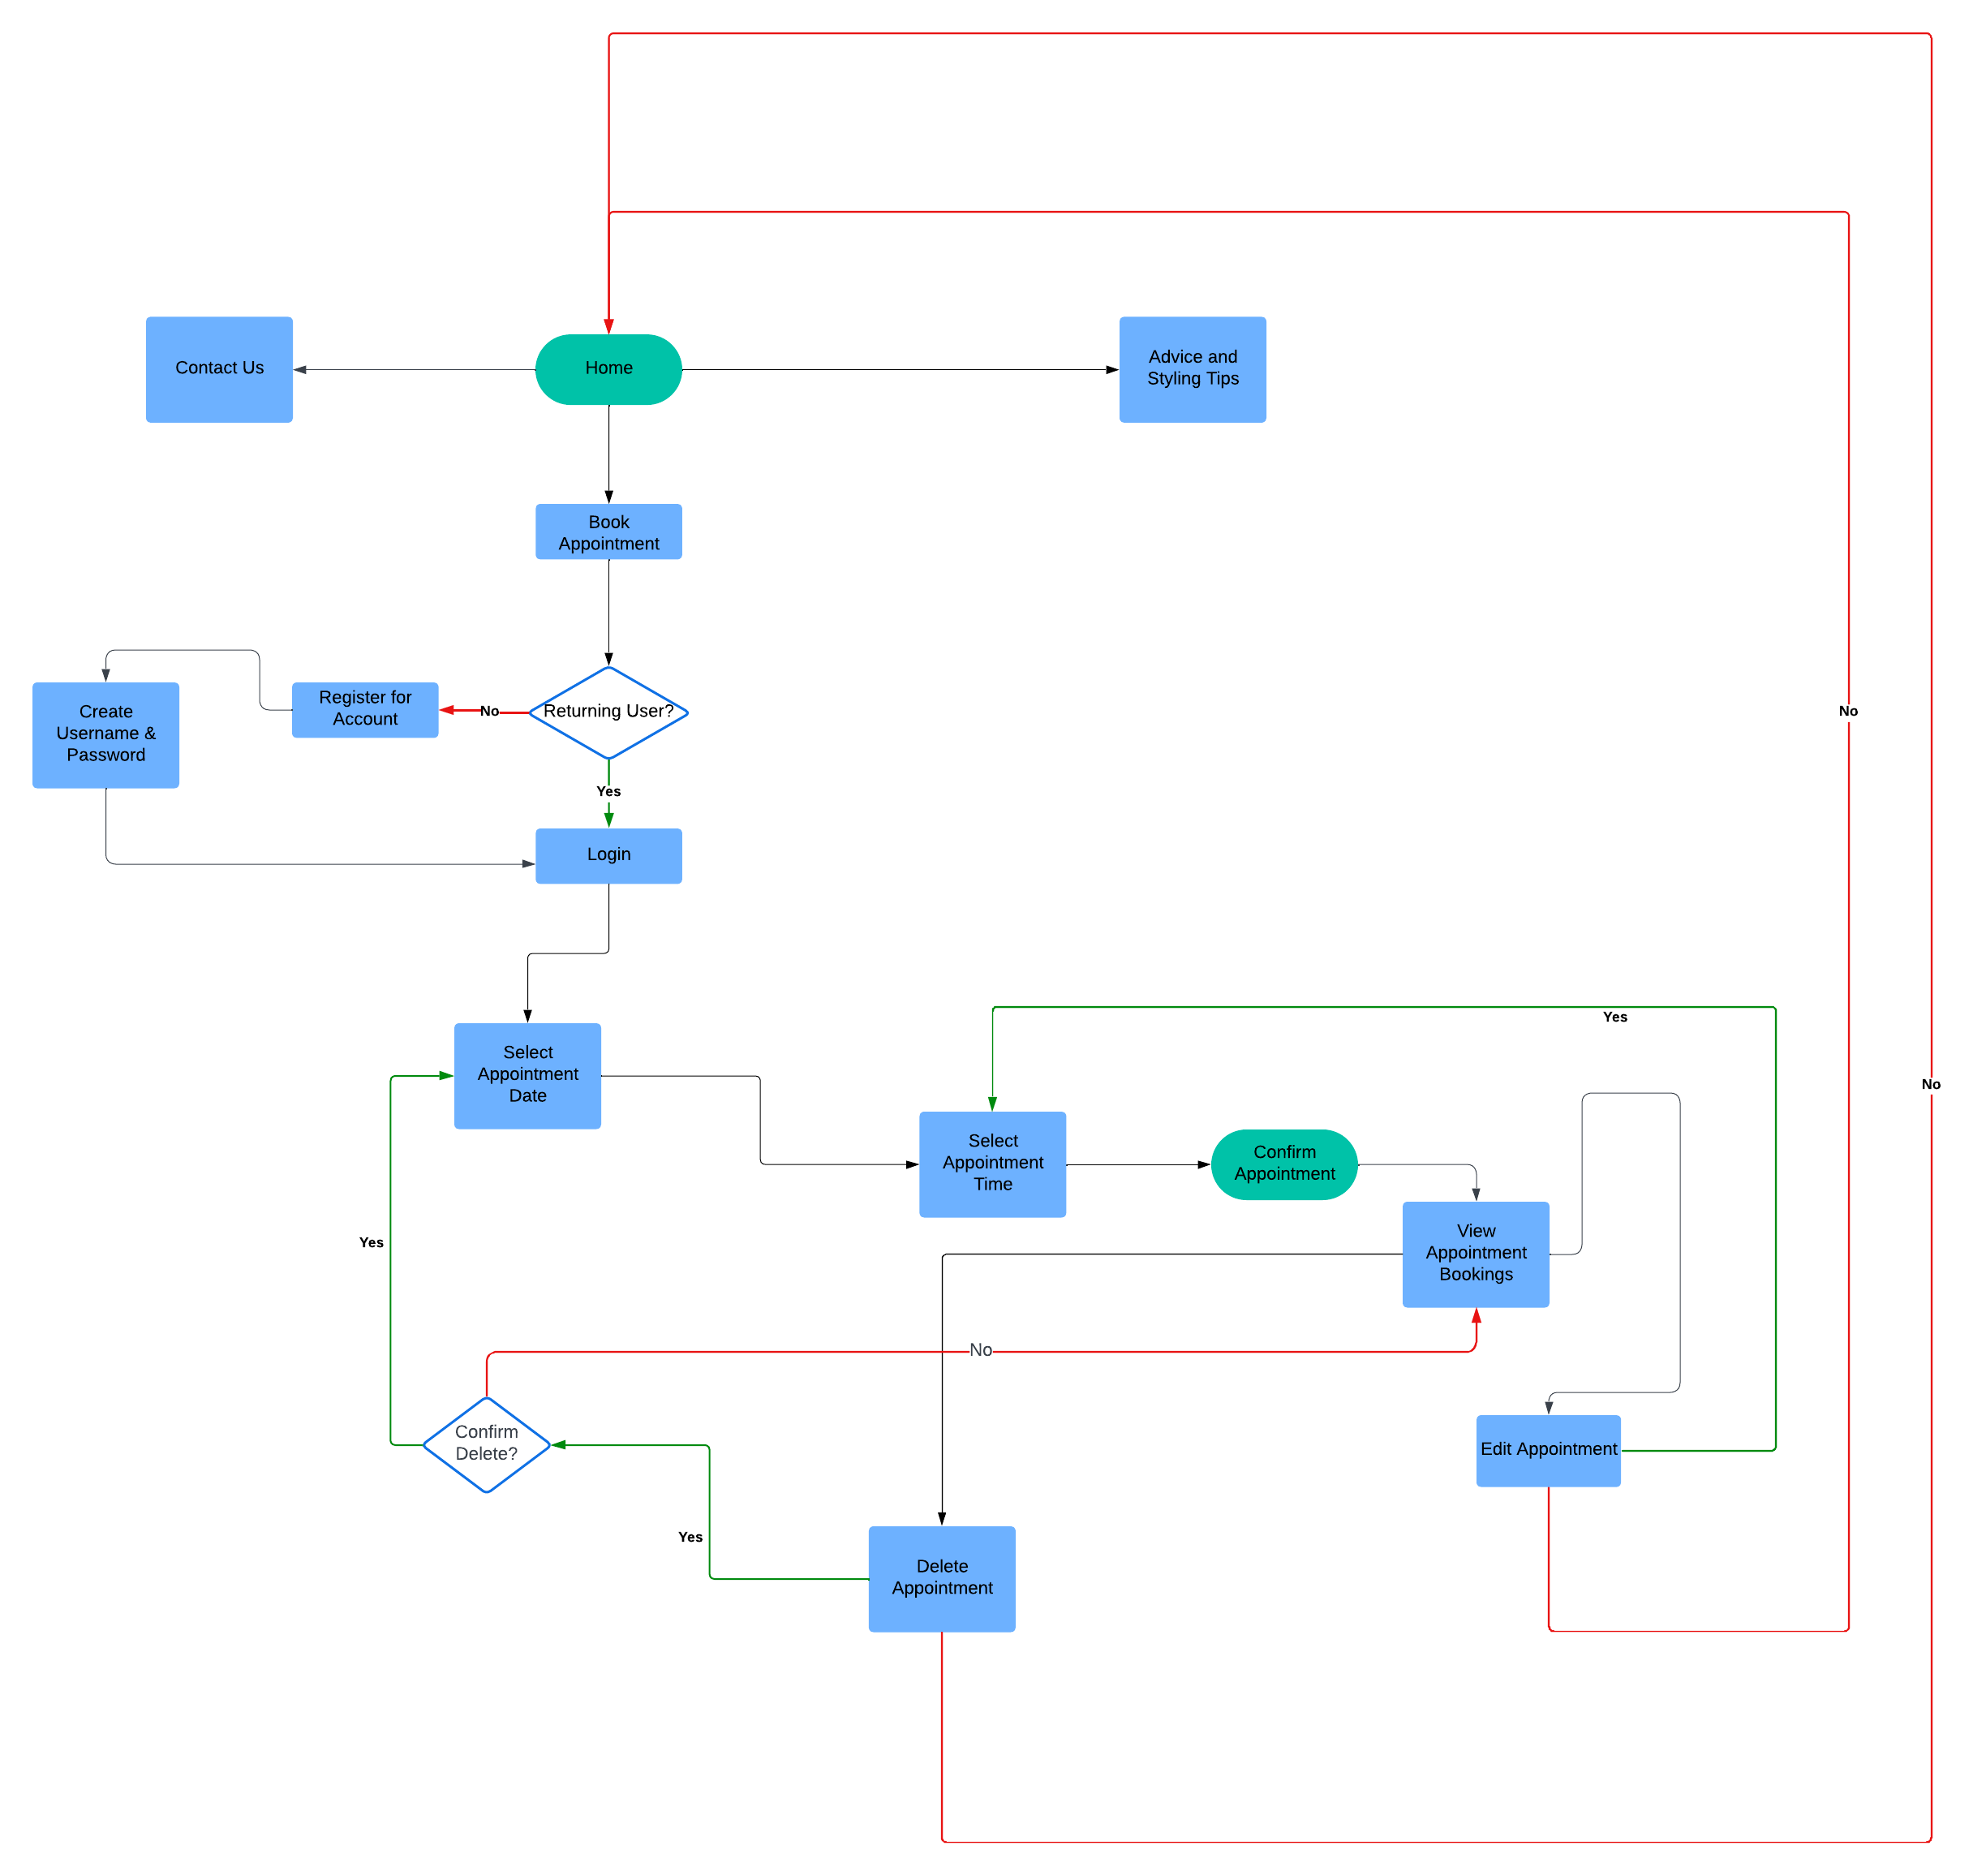 Contact Us
Home
Advice and
Styling Tips
Book
Appointment
Create
Username &
Password
Register for
Account
No
Returning User?
No
Yes
Login
Yes
Select
Appointment
Date
No
Select
Appointment
Time
Confirm
Appointment
Yes
View
Appointment
Bookings
No
Confirm
Delete?
Edit Appointment
Yes
Delete
Appointment